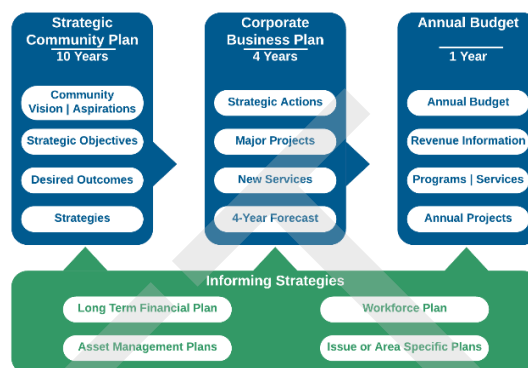 Strategic
Community Plan
10 Years
Community
Vision | Aspirations
Strategic Objectives
Desired Outcomes
Strategies
Corporate
Business Plan
4 Years
Strategic Actions
Major Projects
New Services
4-Year Forecast
Annual Budget
1 Year
Annual Budget
Revenue Information
Programs | Services
Annual Projects
Informing Strategies
Long Term Financial Plan
Workforce Plan
Asset Management Plans
Issue or Area Specific Plans